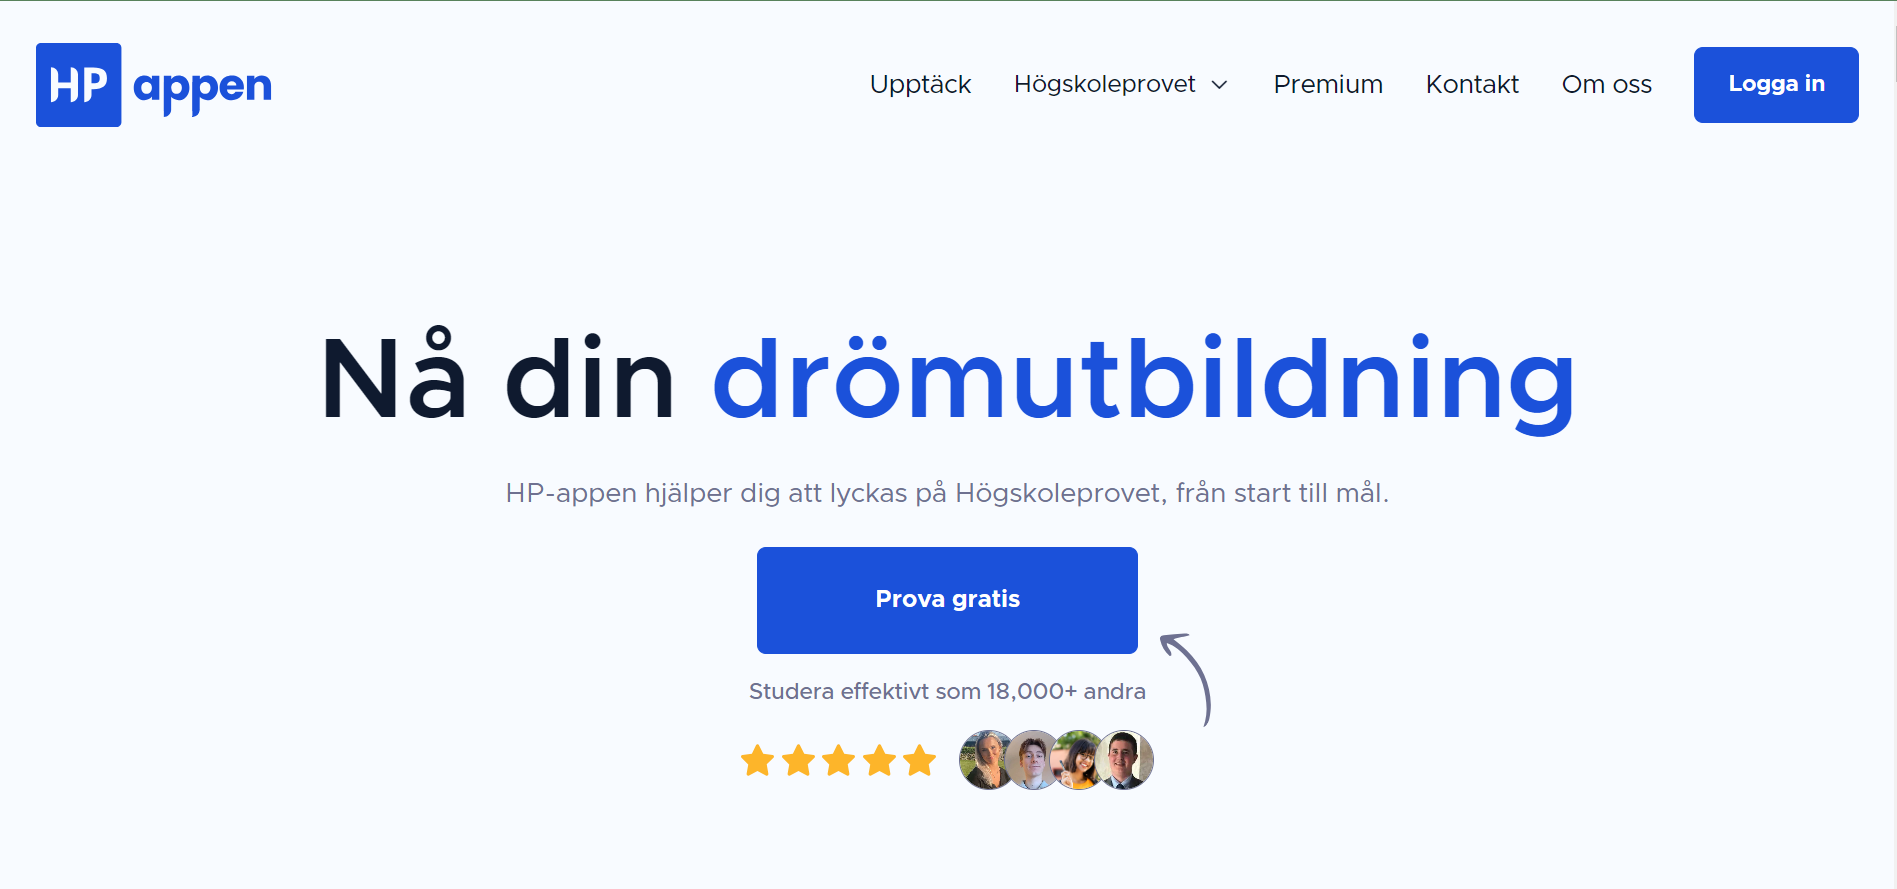 HP appen
Upptäck Högskoleprovet Premium Kontakt Om oss Logga in
Nå din drömutbildning
HP-appen hjälper dig att lyckas på Högskoleprovet, från start till mål.
Prova gratis
Studera effektivt som 18,000+ andra